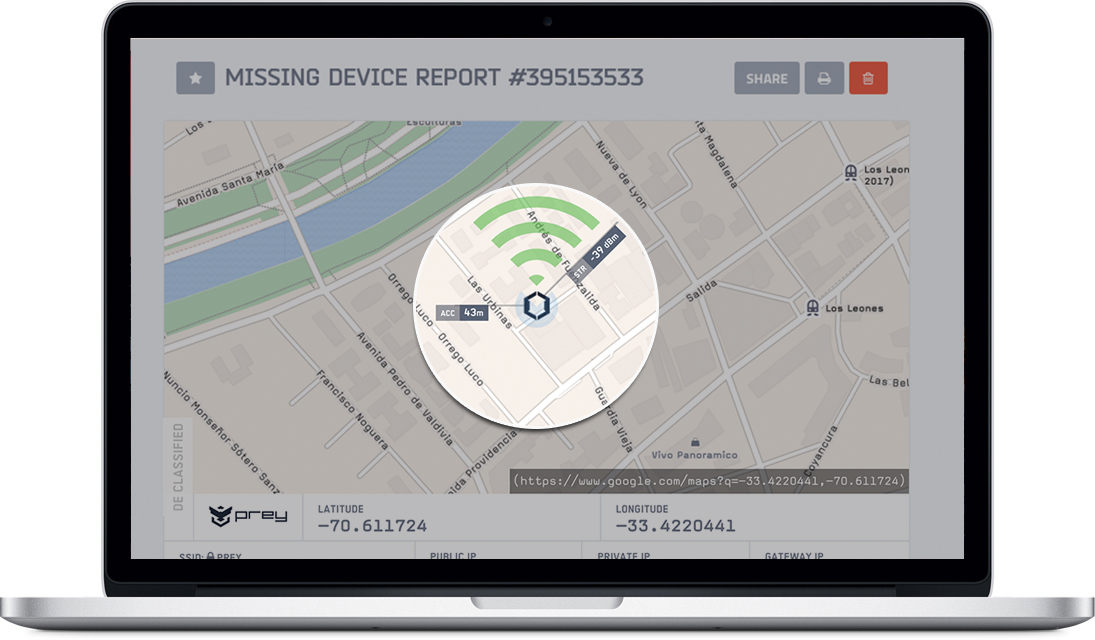 MISSING DEVICE REPORT #395153533
SHARE
Esculturas
Avenida Santa María
Nueva de Lyon
Magdalena
Los Leon
2017)
Andrés de Fuenzalida
STR -39 dBm
Las Urbinas
ACC 43m
Orrego Luco
Orrego Luco
Salida
Los Leones
Avenida Pedro de Valdivia
Francisco Noguera
Nuncio Monseñor Sótero Sanz
Guardia Vieja
Las Bel
Coyancura
Providencia
Vivo Panoramico
(https://www.google.com/maps?q=-33.4220441,-70.611724)
DE CLASSIFIED
prey
LATITUDE
-70.611724
LONGITUDE
-33.4220441
SSID: PREY
PUBLIC IP
PRIVATE IP
GATEWAY IP